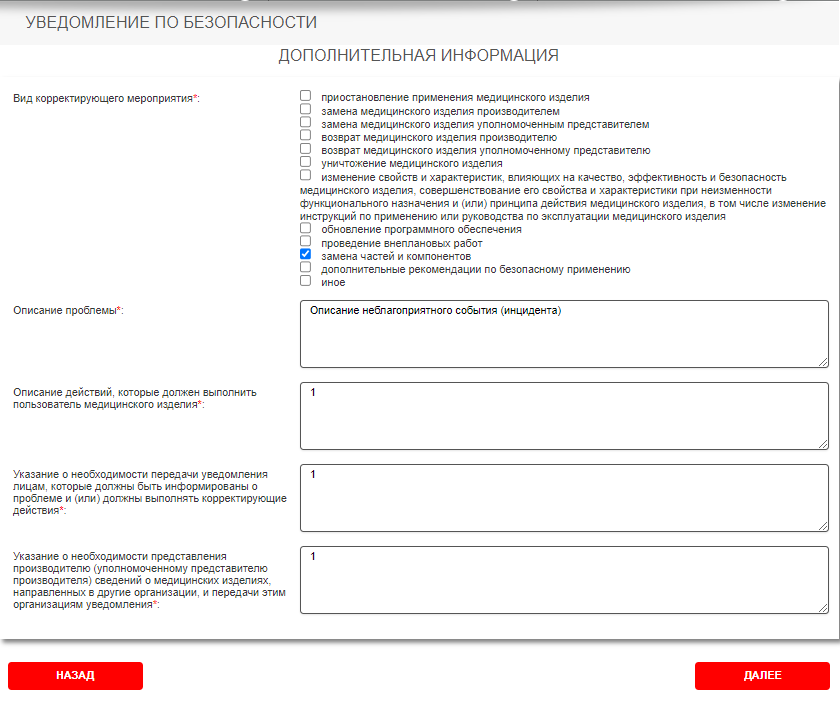 УВЕДОМЛЕНИЕ ПО БЕЗОПАСНОСТИ
ДОПОЛНИТЕЛЬНАЯ ИНФОРМАЦИЯ
Вид корректирующего мероприятия*:
приостановление применения медицинского изделия
замена медицинского изделия производителем
замена медицинского изделия уполномоченным представителем
возврат медицинского изделия производителю
возврат медицинского изделия уполномоченному представителю
уничтожение медицинского изделия
изменение свойств и характеристик, влияющих на качество, эффективность и безопасность
медицинского изделия, совершенствование его свойства и характеристики при неизменности
функционального назначения и (или) принципа действия медицинского изделия, в том числе изменение
инструкций по применению или руководства по эксплуатации медицинского изделия
обновление программного обеспечения
проведение внеплановых работ
замена частей и компонентов
дополнительные рекомендации по безопасному применению
иное
Описание проблемы*:
Описание неблагоприятного события (инцидента)
Описание действий, которые должен выполнить
пользователь медицинского изделия*:
1
Указание о необходимости передачи уведомления
лицам, которые должны быть информированы о
проблеме и (или) должны выполнять корректирующие
действия*:
1
Указание о необходимости представления
производителю (уполномоченному представителю
производителя) сведений о медицинских изделиях,
направленных в другие организации, и передачи этим
организациям уведомления*:
1
НАЗАД
ДАЛЕЕ